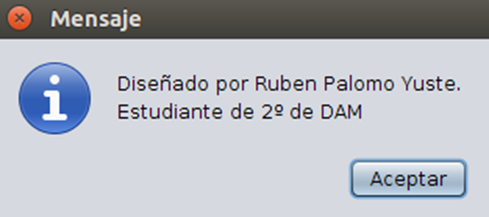 Mensaje
Diseñado por Ruben Palomo Yuste.
Estudiante de 2º de DAM
Aceptar